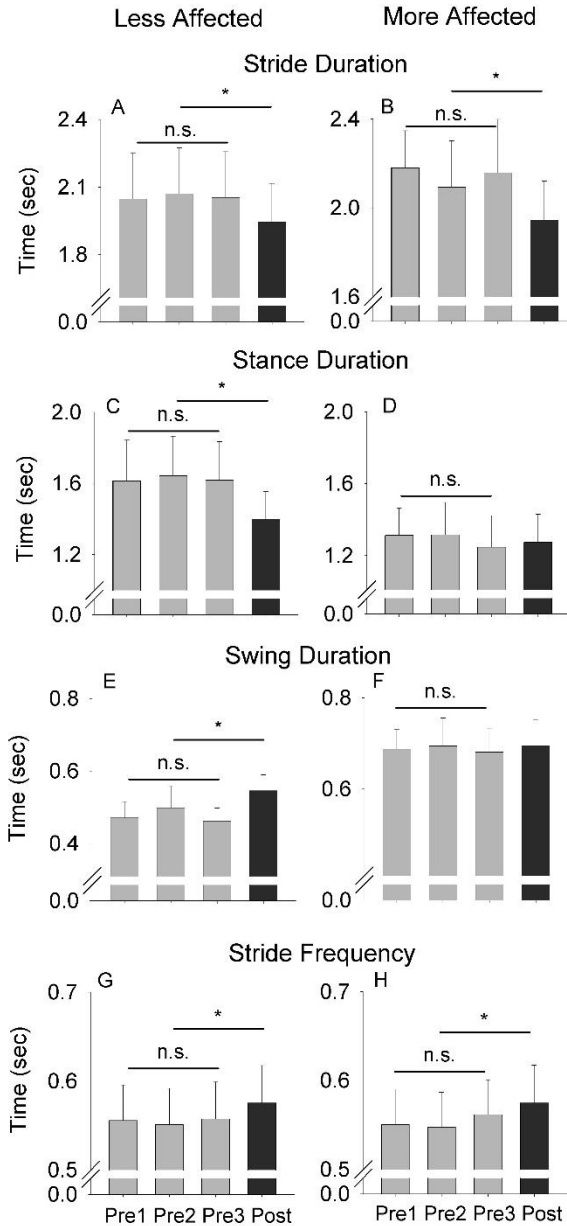 Less Affected More Affected
Stride Duration
A * B *
2.4 n.s. 2.4 n.s.
2.1 2.0
1.8 1.6
0.0 0.0
Time (sec)
Stance Duration
C * D
2.0 n.s. 2.0
1.6 1.6 n.s.
1.2 1.2
0.0 0.0
Time (sec)
Swing Duration
E * F
0.8 n.s. 0.8 n.s.
0.6 0.6
0.4
0.0 0.0
Time (sec)
Stride Frequency
G * H *
0.7 n.s. 0.7 n.s.
0.6 0.6
0.5 0.5
0.0 0.0
Time (sec)
Pre1 Pre2 Pre3 Post Pre1 Pre2 Pre3 Post